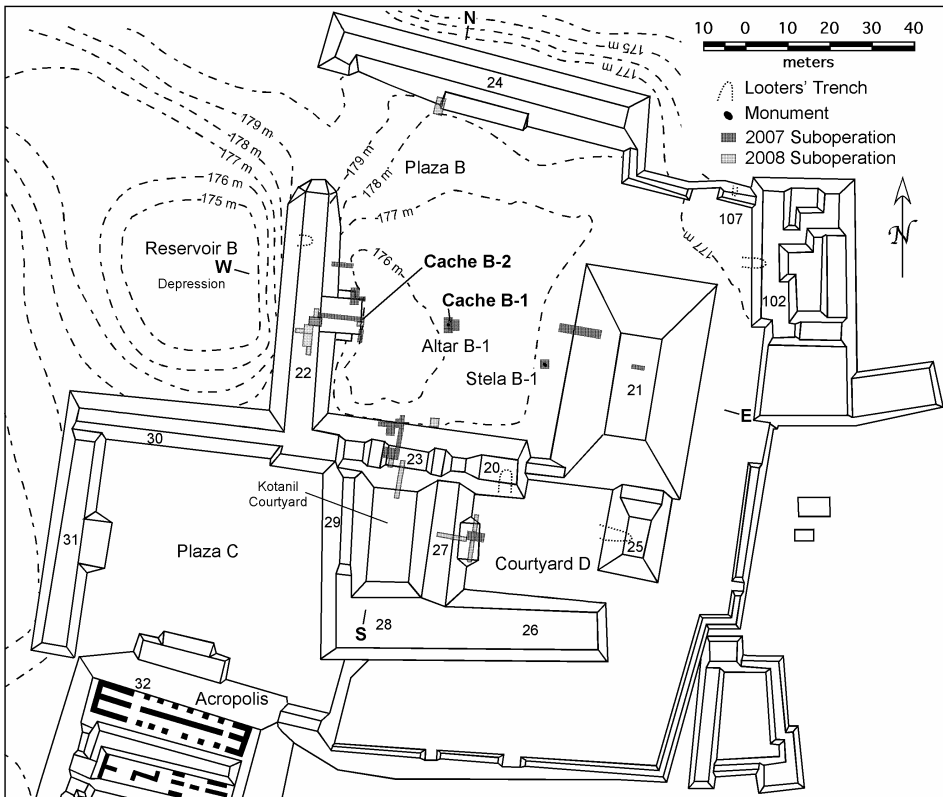 N
10 0 10 20 30 40
meters
Looters' Trench
Monument
2007 Suboperation
2008 Suboperation
175 m
177 m
24
179 m
178 m
177 m
176 m
175 m
179 m
178 m
Plaza B
177 m
107
177 m
N
Reservoir B
W
Depression
176 m
Cache B-2
Cache B-1
102
Altar B-1
Stela B-1
22
21
E
30
23
20
Kotanil
Courtyard
29
31
Plaza C
27
Courtyard D
25
S
28
26
32
Acropolis